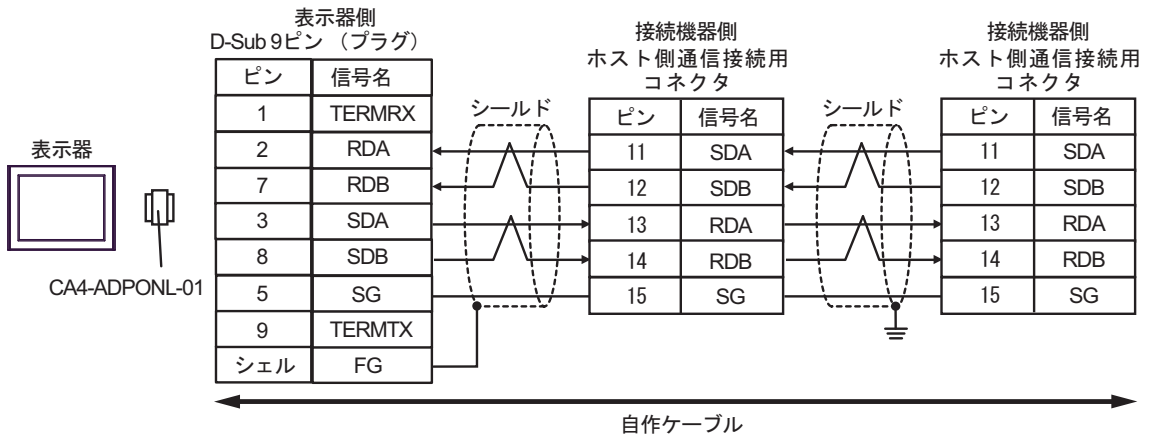 表示器
CA4-ADPONL-01
表示器側
D-Sub 9ピン （プラグ）
ピン 信号名
1 TERMRX
2 RDA
7 RDB
3 SDA
8 SDB
5 SG
9 TERMTX
シェル FG
シールド
接続機器側
ホスト側通信接続用
コネクタ
ピン 信号名
11 SDA
12 SDB
13 RDA
14 RDB
15 SG
シールド
接続機器側
ホスト側通信接続用
コネクタ
ピン 信号名
11 SDA
12 SDB
13 RDA
14 RDB
15 SG
自作ケーブル